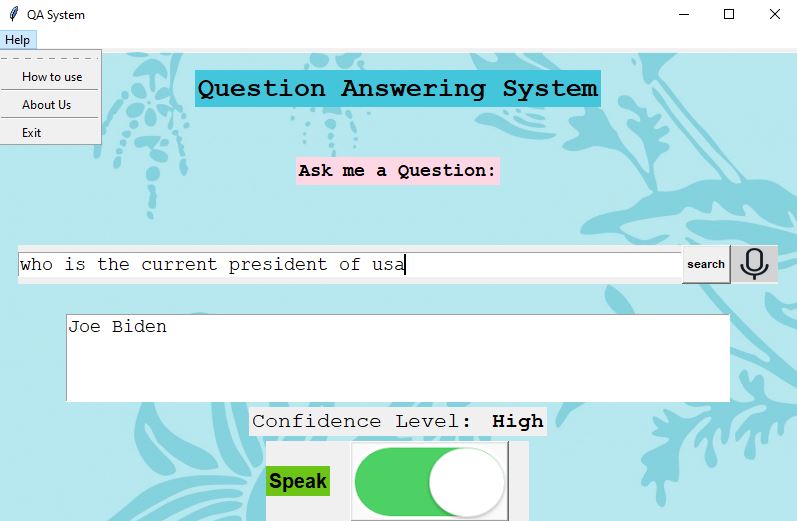 QA System
Help
How to use
About Us
Exit
Question Answering System
Ask me a Question:
who is the current president of usa
search
Joe Biden
Confidence Level: High
Speak